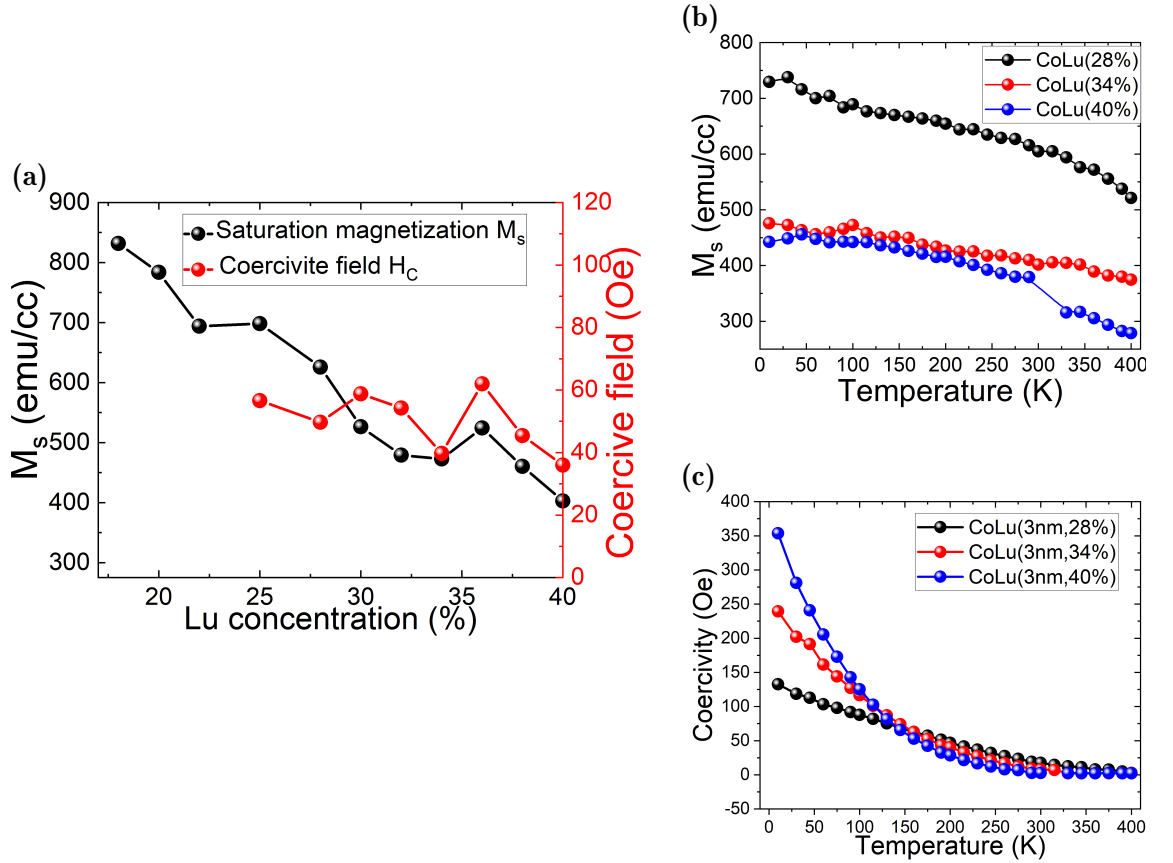 (a)
900
800
700
600
500
400
300
M_s (emu/cc)
Saturation magnetization M_s
Coercivite field H_C
120
100
80
60
40
20
0
Coercive field (Oe)
20 25 30 35 40
Lu concentration (%)
(b)
800
700
600
500
400
300
M_s (emu/cc)
CoLu(28%)
CoLu(34%)
CoLu(40%)
0 50 100 150 200 250 300 350 400
Temperature (K)
(c)
400
350
300
250
200
150
100
50
0
-50
Coercivity (Oe)
CoLu(3nm,28%)
CoLu(3nm,34%)
CoLu(3nm,40%)
0 50 100 150 200 250 300 350 400
Temperature (K)